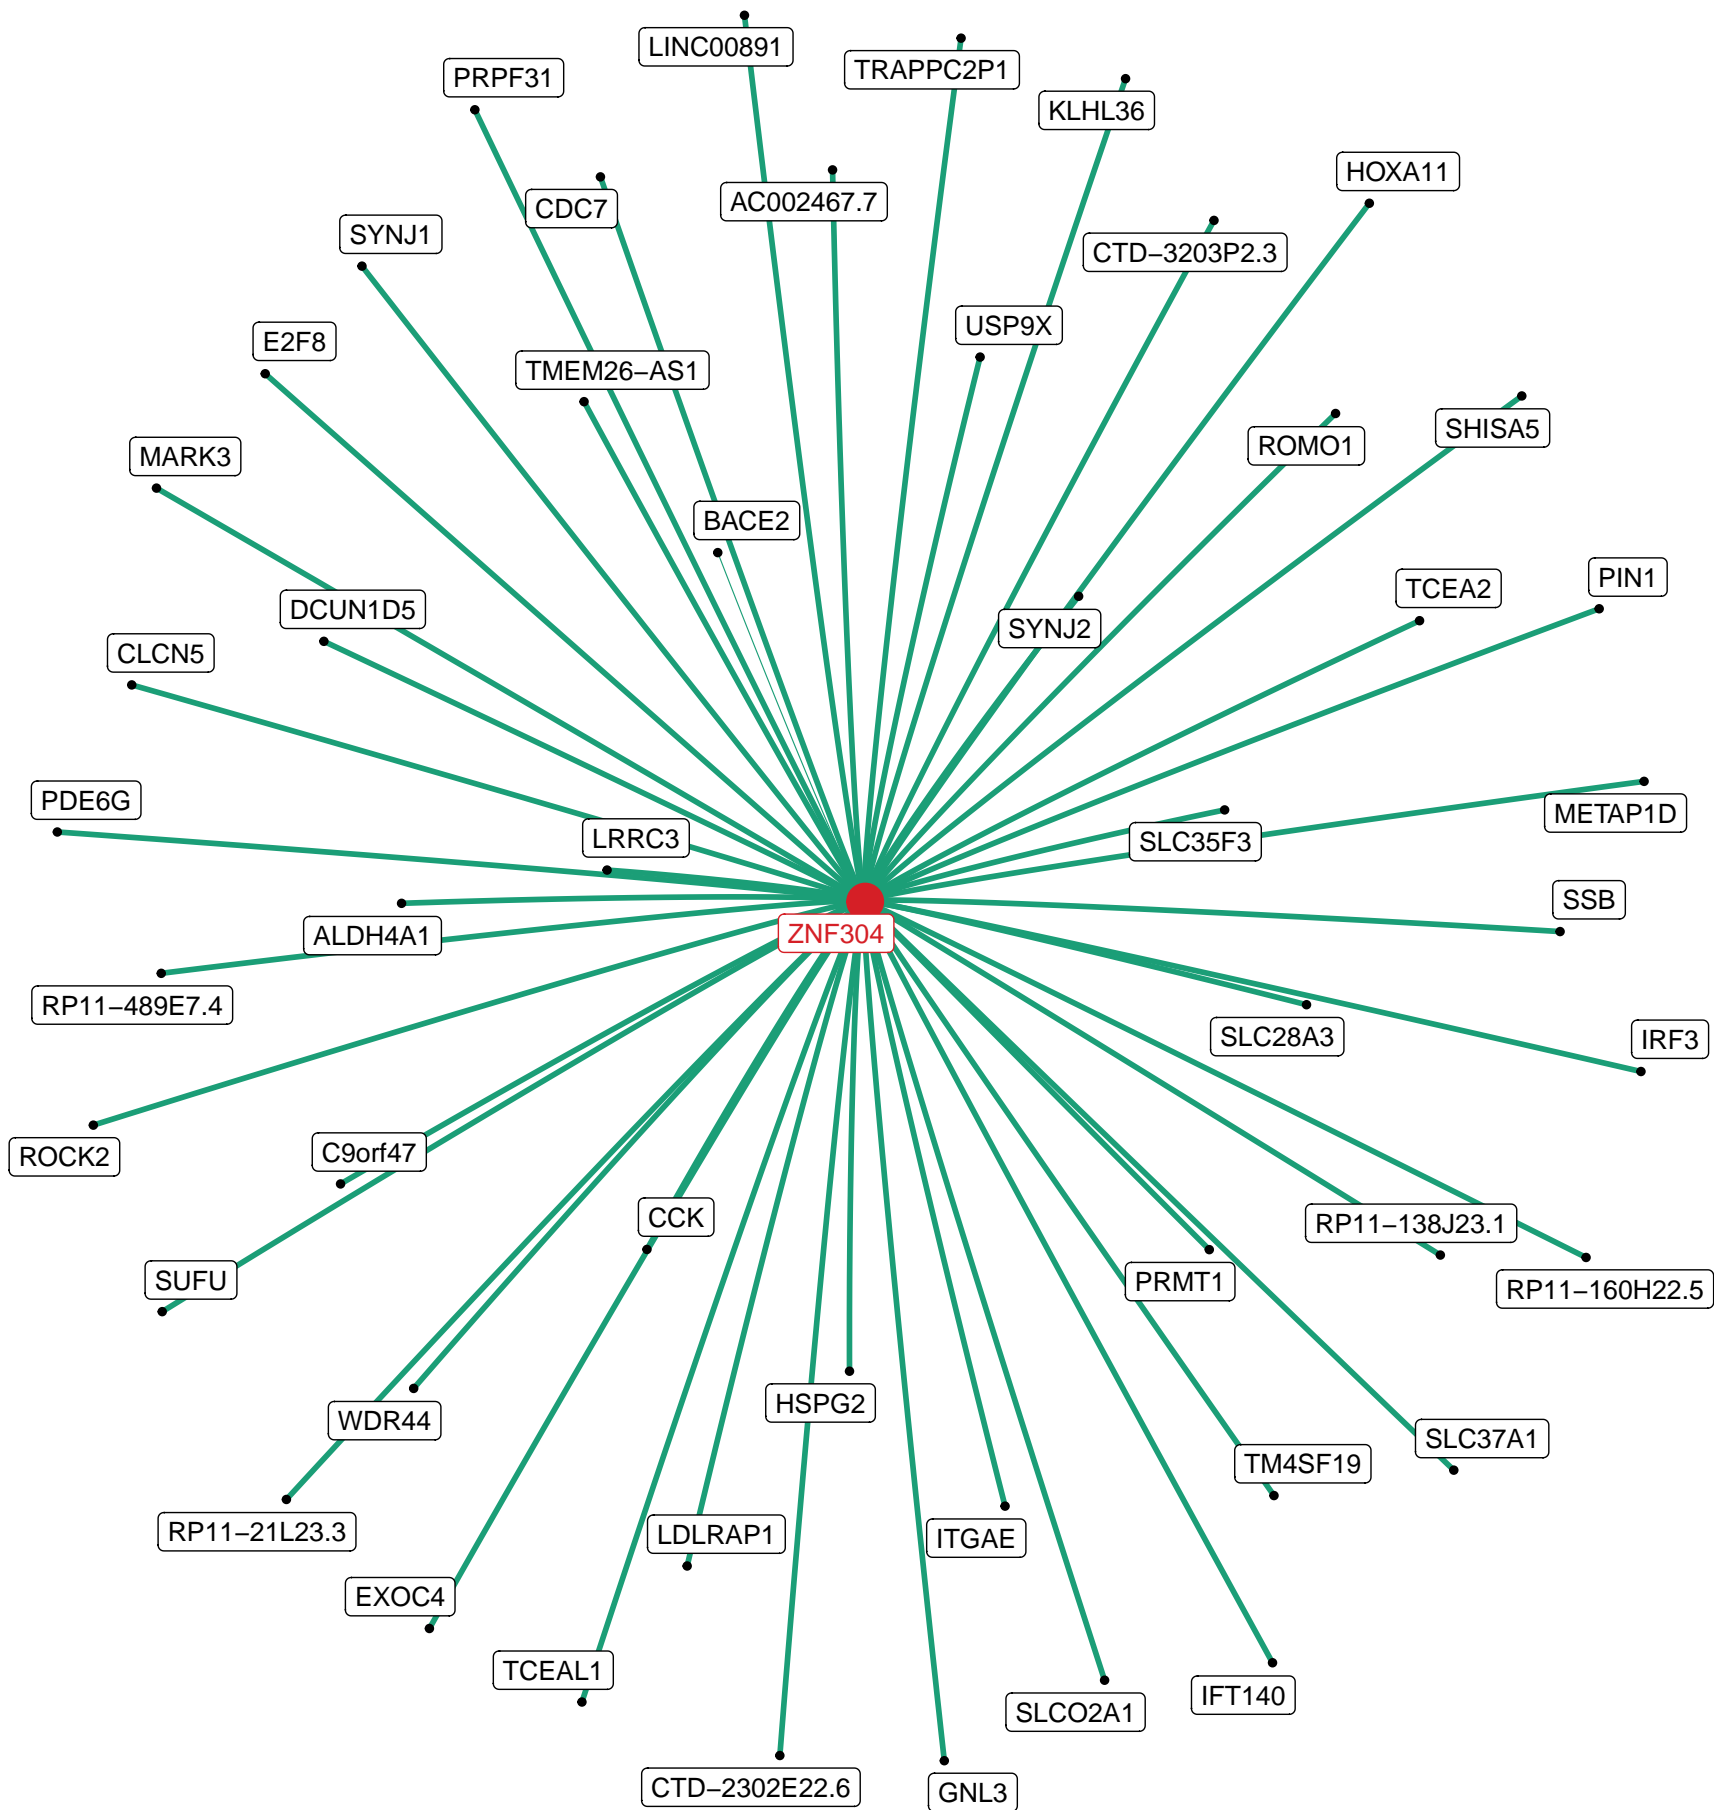 LINC00891
TRAPPC2P1
PRPF31
KLHL36
HOXA11
AC002467.7
CDC7
SYNJ1
CTD−3203P2.3
USP9X
E2F8
TMEM26−AS1
SHISA5
ROMO1
MARK3
BACE2
PIN1
TCEA2
DCUN1D5
SYNJ2
CLCN5
PDE6G
METAP1D
LRRC3
SLC35F3
SSB
ZNF304
ALDH4A1
RP11−489E7.4
SLC28A3
IRF3
C9orf47
ROCK2
CCK
RP11−138J23.1
SUFU
PRMT1
RP11−160H22.5
HSPG2
WDR44
SLC37A1
TM4SF19
RP11−21L23.3
LDLRAP1
ITGAE
EXOC4
TCEAL1
IFT140
SLCO2A1
CTD−2302E22.6
GNL3